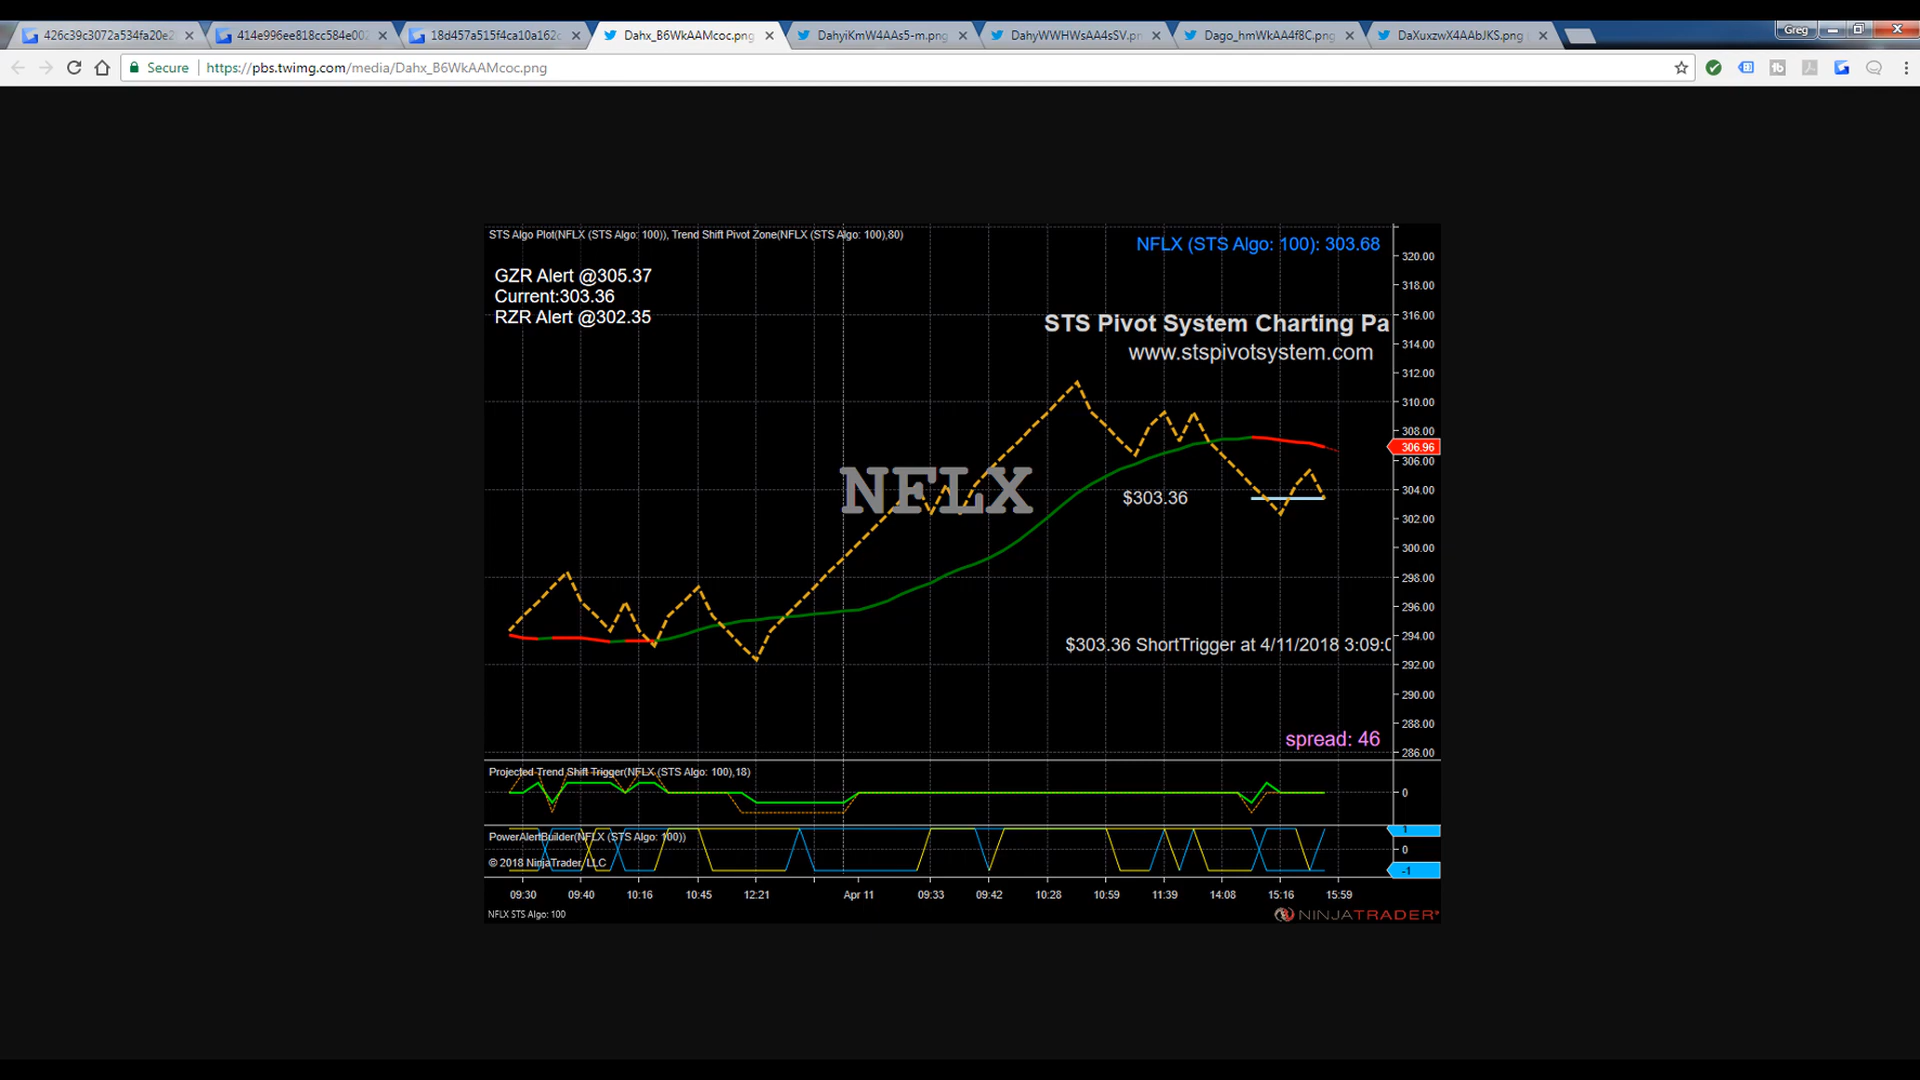 426c39c3072a534fa20e2
414e996ee818cc584e002
18d457a515f4ca10a162c
Dahx_B6WkAAMcoc.png
DahyiKmW4AAs5-m.png
DahyWWHWsAA4sSV.pn
Dago_hmWkAA4f8C.png
DaXuxzwX4AAbJKS.png
Greg
Secure
https://pbs.twimg.com/media/Dahx_B6WkAAMcoc.png
STS Algo Plot(NFLX (STS Algo: 100)), Trend Shift Pivot Zone(NFLX (STS Algo: 100),80)
NFLX (STS Algo: 100): 303.68
GZR Alert @305.37
Current:303.36
RZR Alert @302.35
STS Pivot System Charting Pa
www.stspivotsystem.com
320.00
318.00
316.00
314.00
312.00
310.00
308.00
306.96
306.00
304.00
302.00
300.00
298.00
296.00
294.00
292.00
290.00
288.00
286.00
NFLX
$303.36
$303.36 ShortTrigger at 4/11/2018 3:09:0
spread: 46
Projected Trend Shift Trigger(NFLX (STS Algo: 100),18)
0
PowerAlertBuilder(NFLX (STS Algo: 100))
1
0
-1
© 2018 NinjaTrader, LLC
09:30 09:40 10:16 10:45 12:21 Apr 11 09:33 09:42 10:28 10:59 11:39 14:08 15:16 15:59
NFLX STS Algo: 100
NINJATRADER